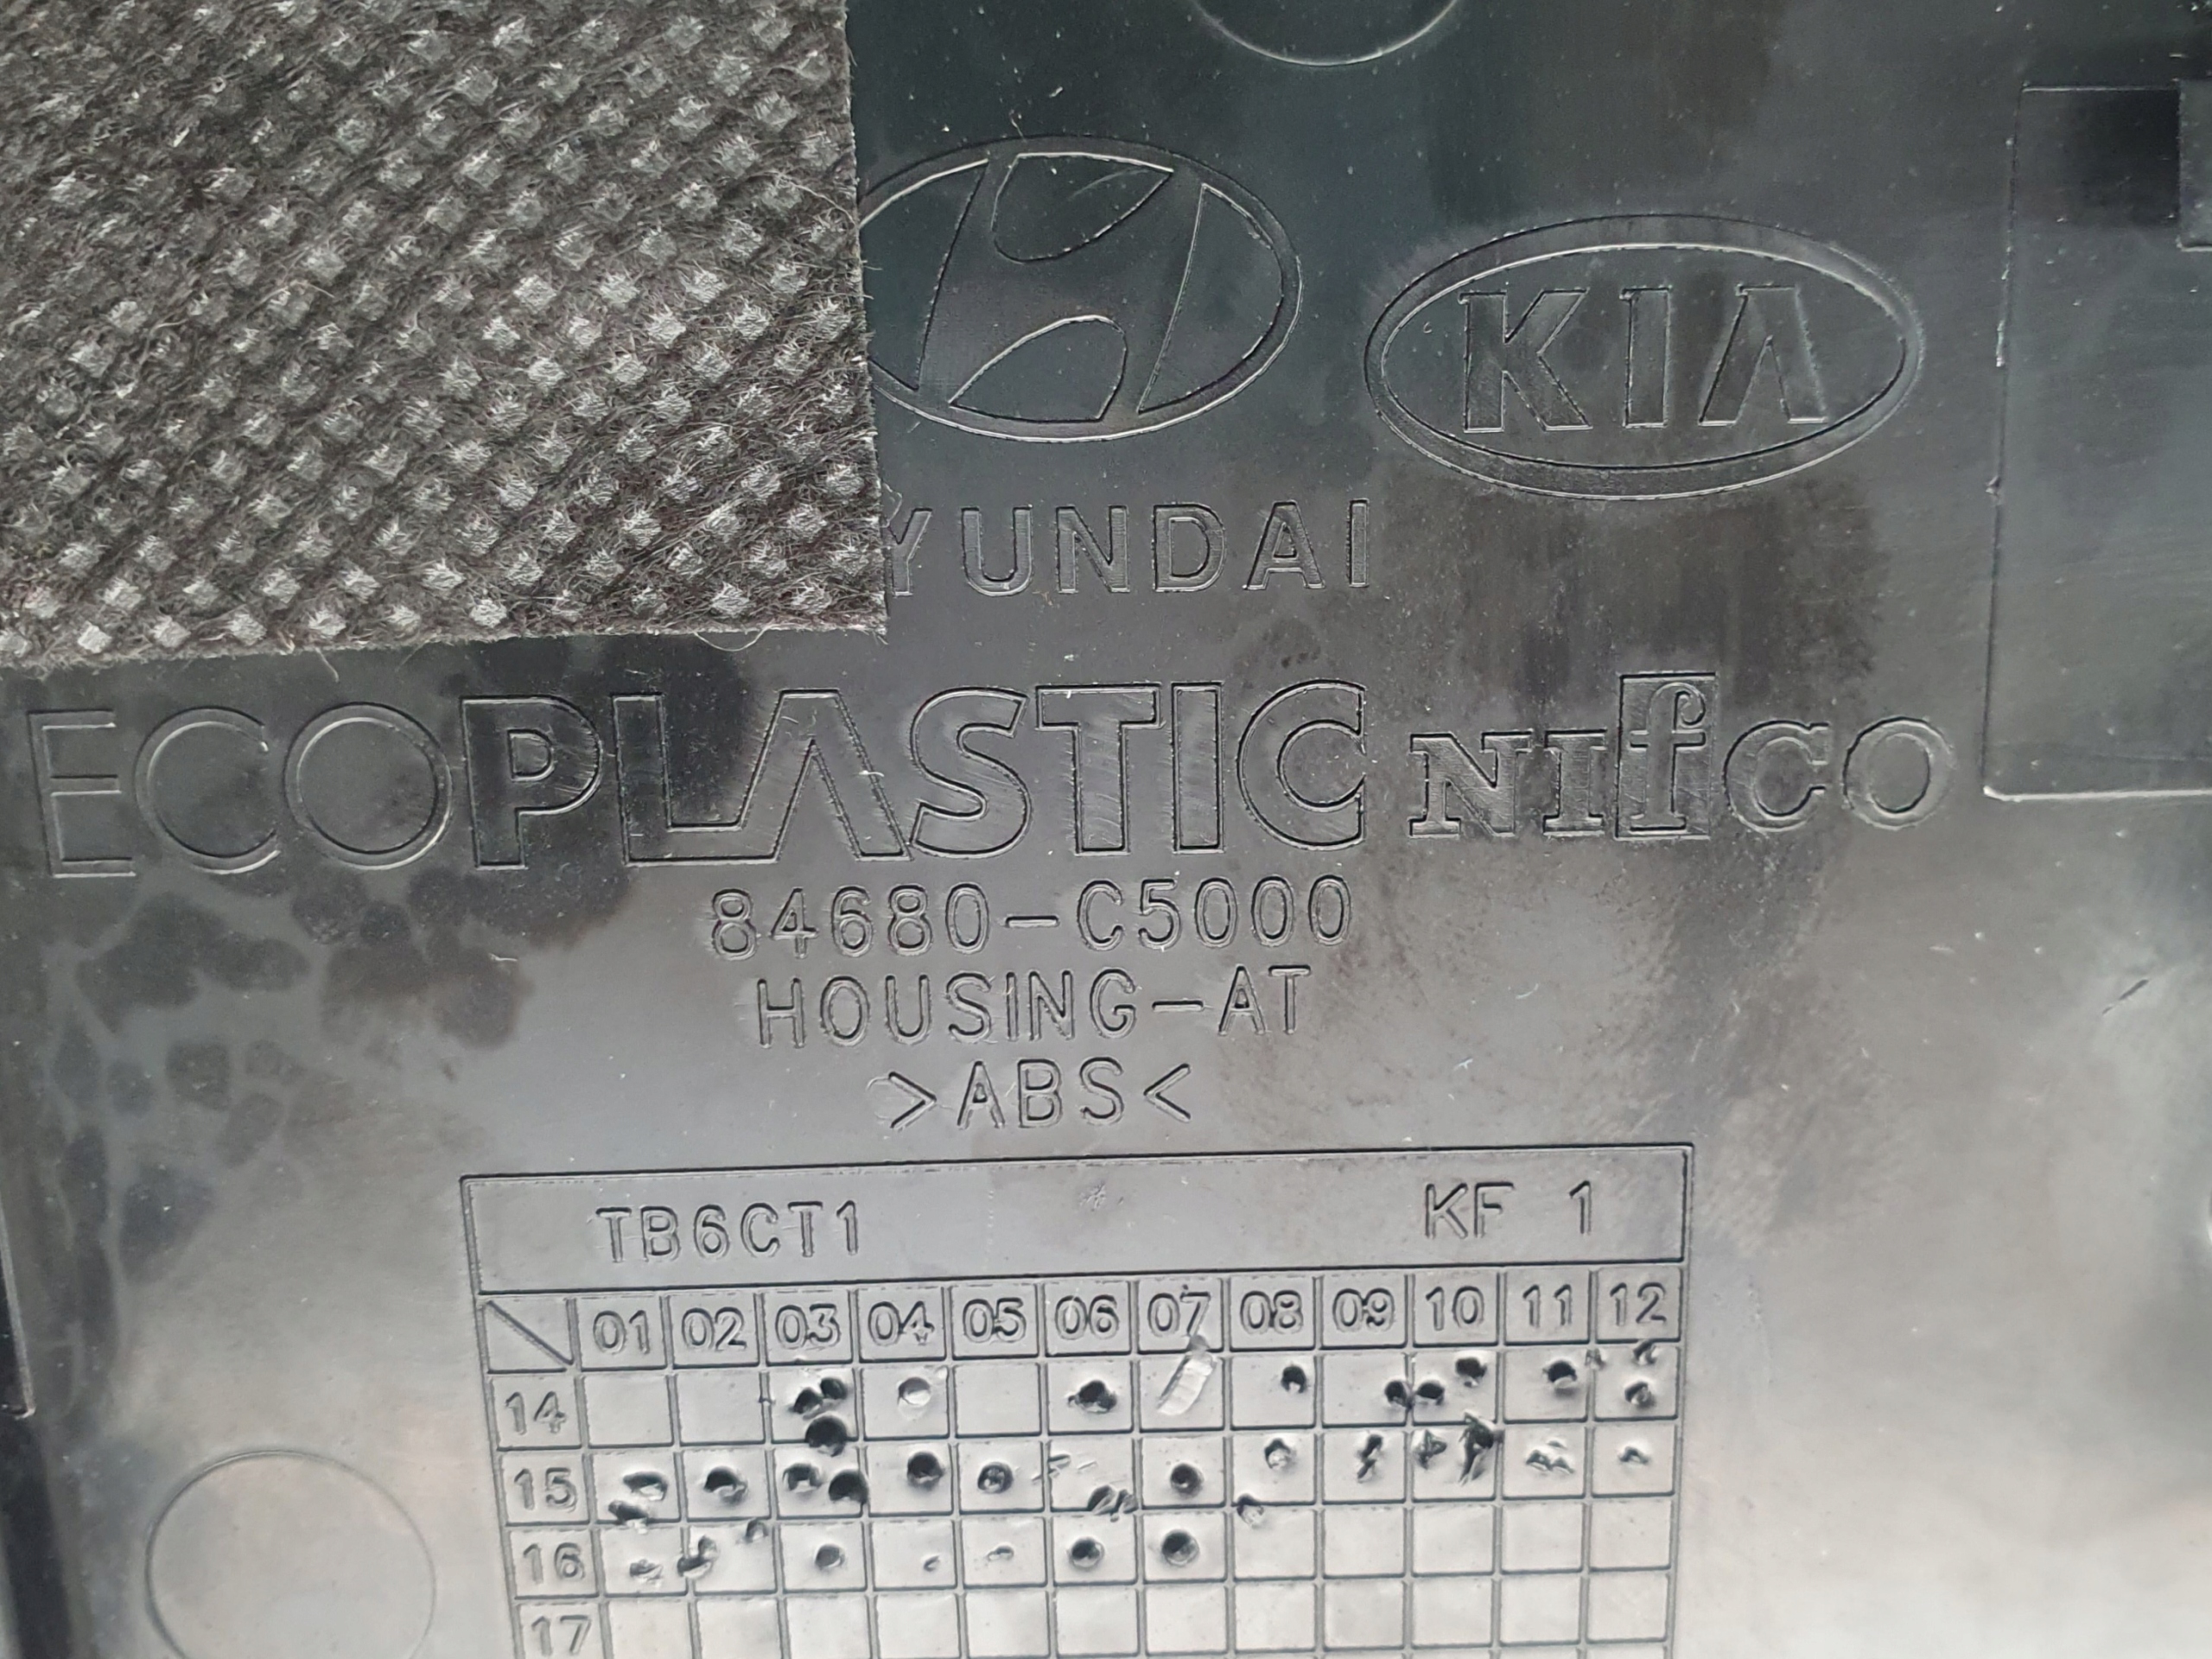 KIA
YUNDAI
ECOPLASTIC NIfCO
84680-C5000
HOUSING-AT
>ABS<
TB6CT1 KF 1
01 02 03 04 05 06 07 08 09 10 11 12
14
15
16
17